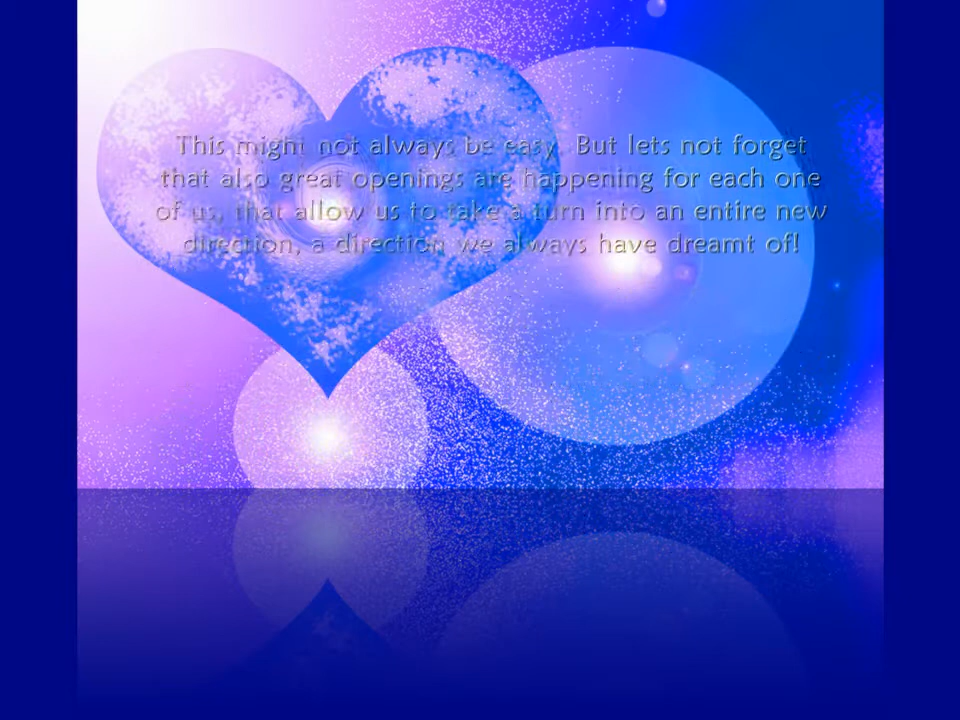 This might not always be easy. But lets not forget
that also great openings are happening for each one
of us, that allow us to take a turn into an entire new
direction, a direction we always have dreamt of!